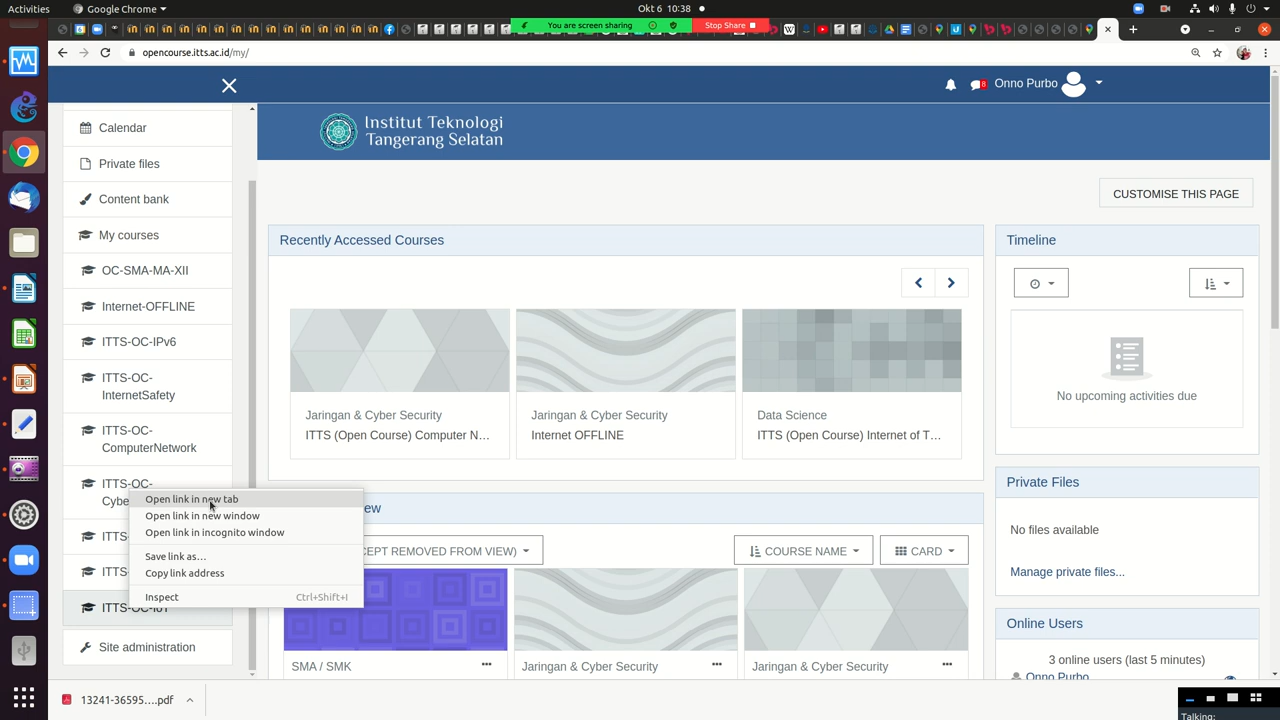 Activities
Google Chrome
Okt 6 10:38
You are screen sharing
Stop Share
opencourse.itts.ac.id/my/
8
Onno Purbo
Institut Teknologi
Tangerang Selatan
Calendar
Private files
Content bank
My courses
OC-SMA-MA-XII
Internet-OFFLINE
ITTS-OC-IPv6
ITTS-OC-
InternetSafety
ITTS-OC-
ComputerNetwork
ITTS-OC-
Site administration
CUSTOMISE THIS PAGE
Recently Accessed Courses
Jaringan & Cyber Security
ITTS (Open Course) Computer N...
Jaringan & Cyber Security
Internet OFFLINE
Data Science
ITTS (Open Course) Internet of T...
Timeline
No upcoming activities due
Open link in new tab
Open link in new window
Open link in incognito window
Save link as...
Copy link address
Inspect
Ctrl+Shift+I
REMOVED FROM VIEW)
COURSE NAME
CARD
SMA / SMK
Jaringan & Cyber Security
Jaringan & Cyber Security
Private Files
No files available
Manage private files...
Online Users
3 online users (last 5 minutes)
Onno Purbo
13241-36595....pdf
Talking: